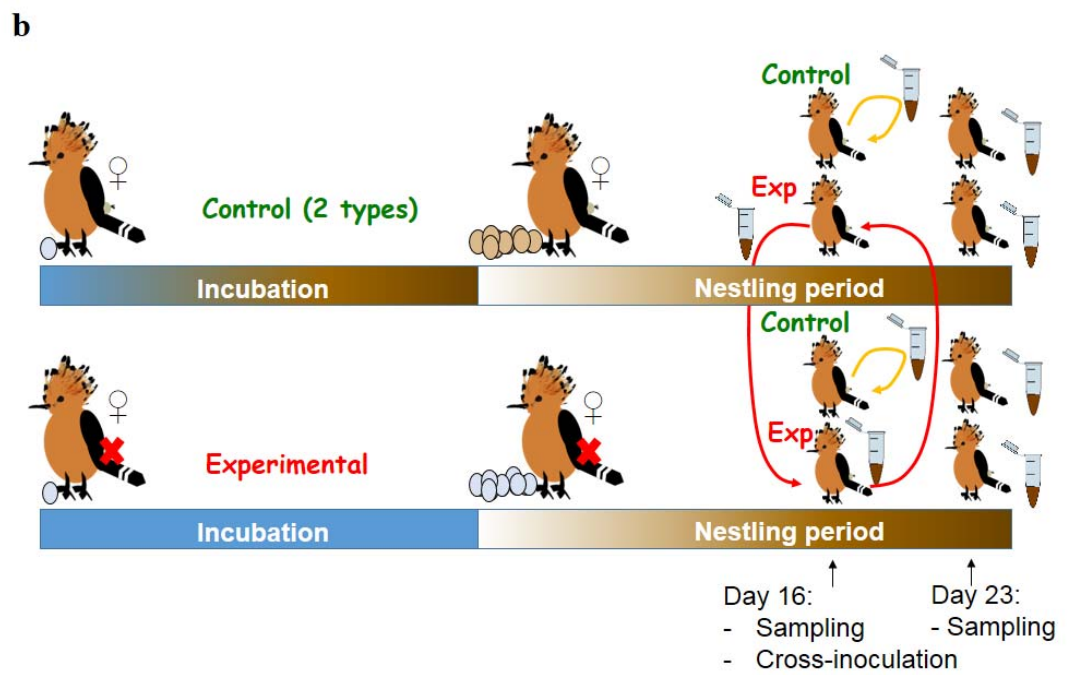 b
Control
♀
♀
Control (2 types)
Exp
Incubation
Nestling period
Control
♀
♀
Experimental
Exp
Incubation
Nestling period
Day 16:
- Sampling
- Cross-inoculation
Day 23:
- Sampling